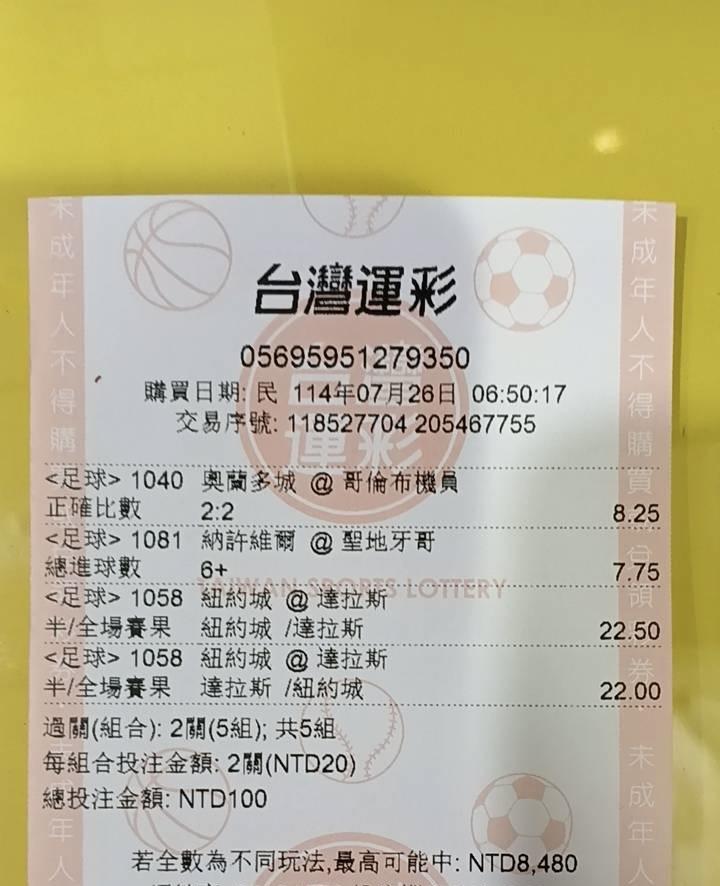 台灣運彩
05695951279350
購買日期: 民 114年07月26日 06:50:17
交易序號: 118527704 205467755
<足球> 1040 奧蘭多城 @ 哥倫布機員
正確比數 2:2 8.25
<足球> 1081 納許維爾 @ 聖地牙哥
總進球數 6+ 7.75
TAIWAN SPORTS LOTTERY
<足球> 1058 紐約城 @ 達拉斯
半/全場賽果 紐約城 /達拉斯 22.50
<足球> 1058 紐約城 @ 達拉斯
半/全場賽果 達拉斯 /紐約城 22.00
過關(組合): 2關(5組); 共5組
每組合投注金額: 2關(NTD20)
總投注金額: NTD100
若全數為不同玩法,最高可能中: NTD8,480
未成年人不得購
未成年人不得購買
未成年人